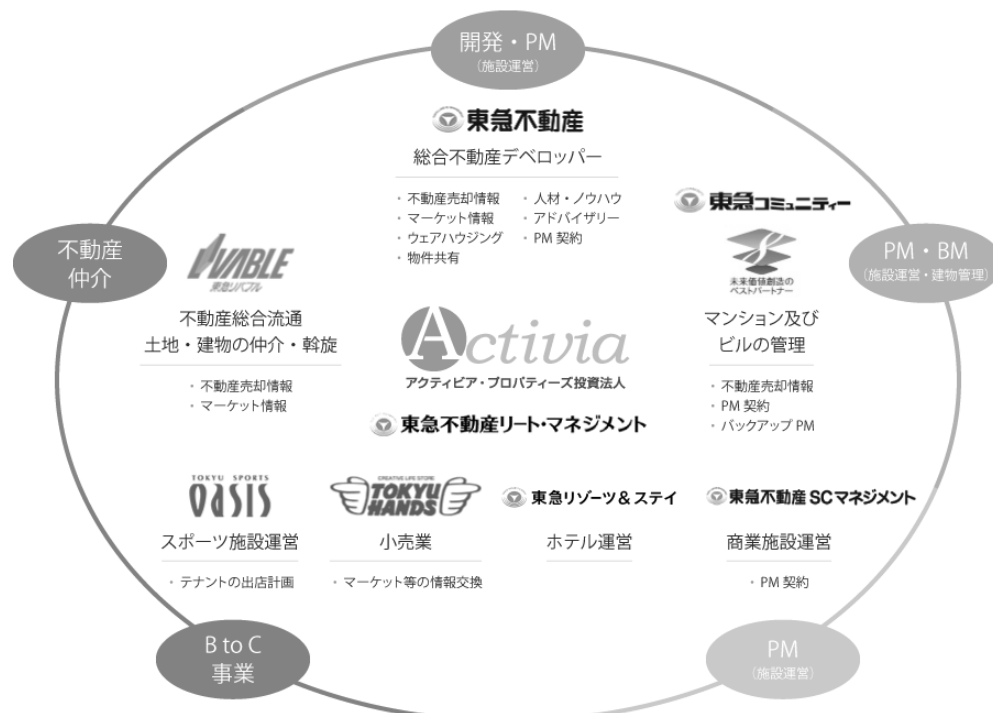 開発・PM
（施設運営）
東急不動産
総合不動産デベロッパー
・不動産売却情報
・マーケット情報
・ウェアハウジング
・物件共有
・人材・ノウハウ
・アドバイザリー
・PM 契約
東急コミュニティー
未来価値創造の
ベストパートナー
マンション及び
ビルの管理
・不動産売却情報
・PM 契約
・バックアップ PM
PM・BM
（施設運営・建物管理）
不動産
仲介
LIVABLE
東急リバブル
不動産総合流通
土地・建物の仲介・斡旋
・不動産売却情報
・マーケット情報
Activia
アクティビア・プロパティーズ投資法人
東急不動産リート・マネジメント
TOKYU SPORTS
OASIS
スポーツ施設運営
・テナントの出店計画
CREATIVE LIFE STORE
TOKYU
HANDS
小売業
・マーケット等の情報交換
東急リゾーツ＆ステイ
ホテル運営
東急不動産 SC マネジメント
商業施設運営
・PM 契約
B to C
事業
PM
（施設運営）